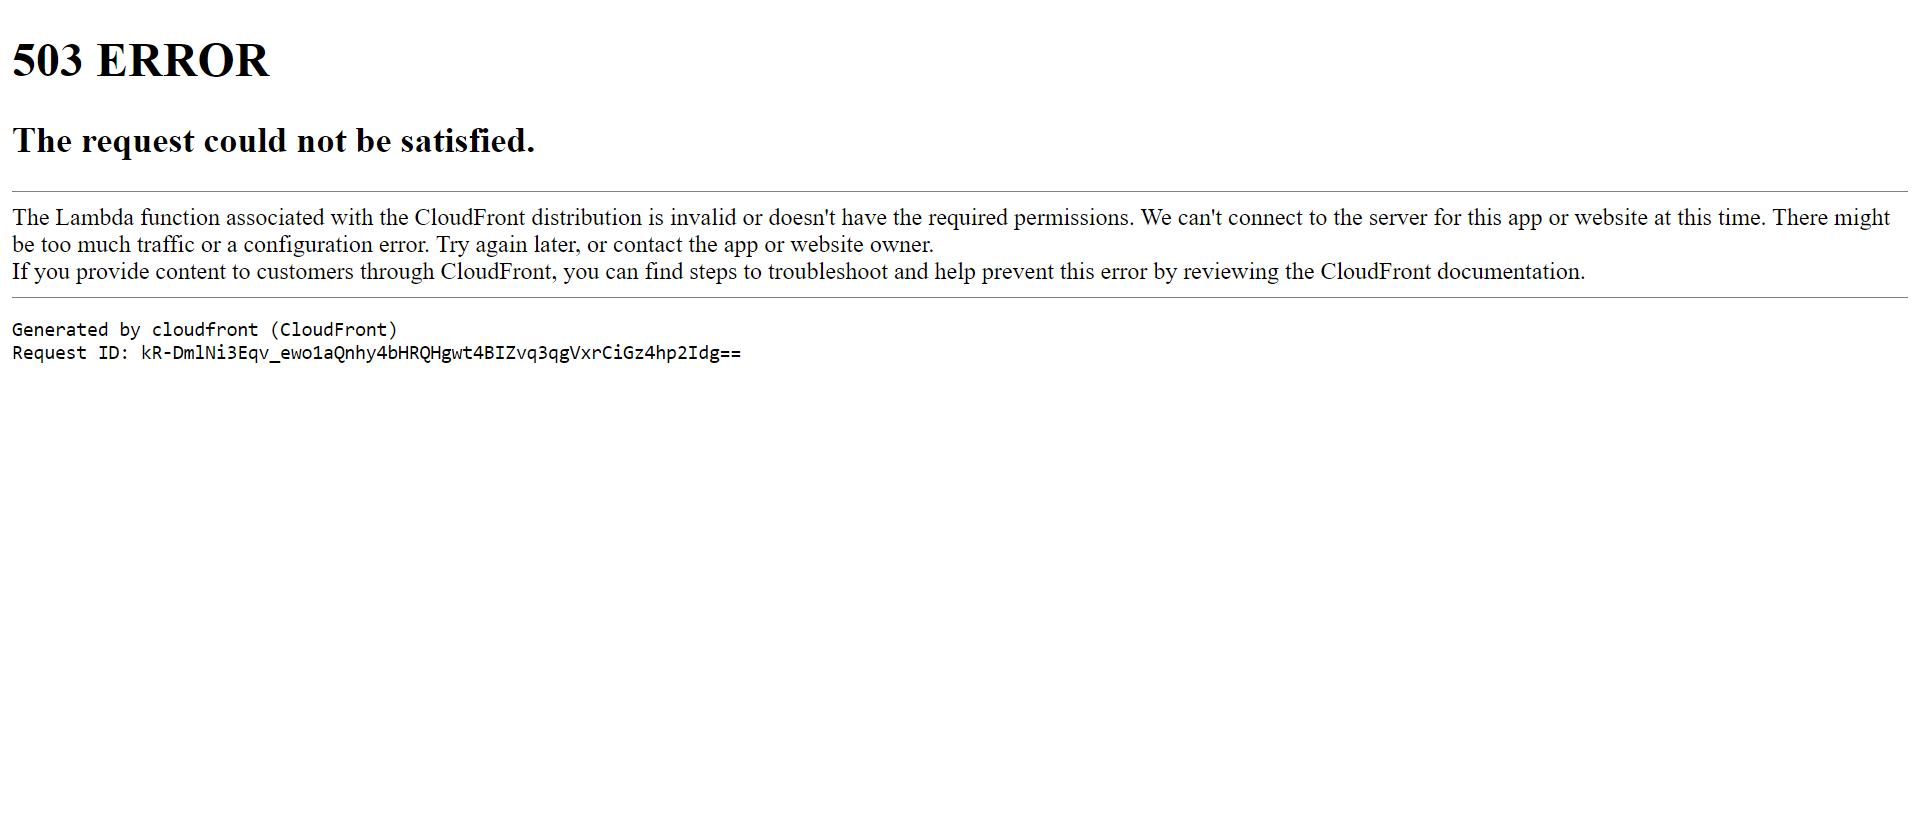 503 ERROR
The request could not be satisfied.
The Lambda function associated with the CloudFront distribution is invalid or doesn't have the required permissions. We can't connect to the server for this app or website at this time. There might
be too much traffic or a configuration error. Try again later, or contact the app or website owner.
If you provide content to customers through CloudFront, you can find steps to troubleshoot and help prevent this error by reviewing the CloudFront documentation.
Generated by cloudfront (CloudFront)
Request ID: kR-DmlNi3Eqv_ewo1aQnhy4bHRQHgwt4BIZvq3qgVxrCiGz4hp2Idg==